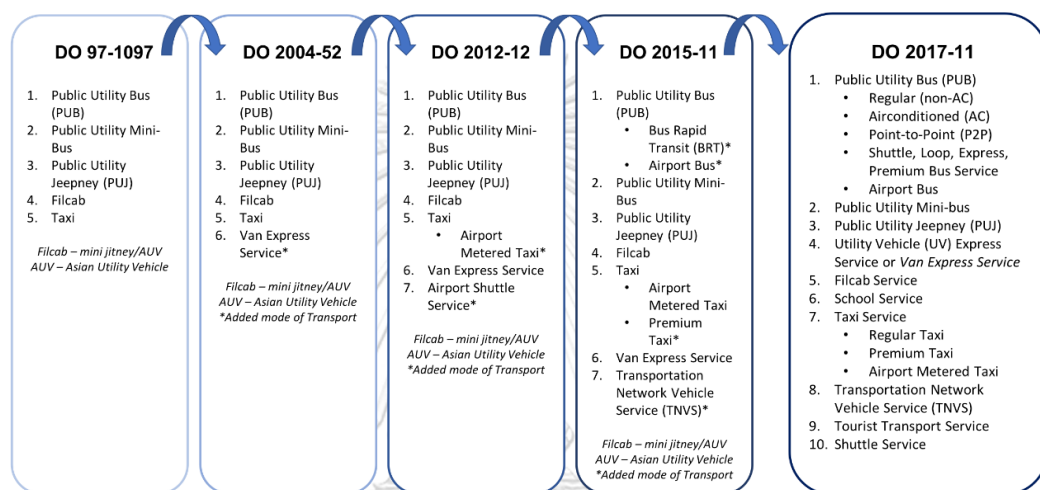 DO 97-1097
1. Public Utility Bus
(PUB)
2. Public Utility Mini-
Bus
3. Public Utility
Jeepney (PUJ)
4. Filcab
5. Taxi
Filcab – mini jitney/AUV
AUV – Asian Utility Vehicle
DO 2004-52
1. Public Utility Bus
(PUB)
2. Public Utility Mini-
Bus
3. Public Utility
Jeepney (PUJ)
4. Filcab
5. Taxi
6. Van Express
Service*
Filcab – mini jitney/AUV
AUV – Asian Utility Vehicle
*Added mode of Transport
DO 2012-12
1. Public Utility Bus
(PUB)
2. Public Utility Mini-
Bus
3. Public Utility
Jeepney (PUJ)
4. Filcab
5. Taxi
• Airport
Metered Taxi*
6. Van Express Service
7. Airport Shuttle
Service*
Filcab – mini jitney/AUV
AUV – Asian Utility Vehicle
*Added mode of Transport
DO 2015-11
1. Public Utility Bus
(PUB)
• Bus Rapid
Transit (BRT)*
• Airport Bus*
2. Public Utility Mini-
Bus
3. Public Utility
Jeepney (PUJ)
4. Filcab
5. Taxi
• Airport
Metered Taxi
• Premium
Taxi*
6. Van Express Service
7. Transportation
Network Vehicle
Service (TNVS)*
Filcab – mini jitney/AUV
AUV – Asian Utility Vehicle
*Added mode of Transport
DO 2017-11
1. Public Utility Bus (PUB)
• Regular (non-AC)
• Airconditioned (AC)
• Point-to-Point (P2P)
• Shuttle, Loop, Express,
Premium Bus Service
• Airport Bus
2. Public Utility Mini-bus
3. Public Utility Jeepney (PUJ)
4. Utility Vehicle (UV) Express
Service or Van Express Service
5. Filcab Service
6. School Service
7. Taxi Service
• Regular Taxi
• Premium Taxi
• Airport Metered Taxi
8. Transportation Network
Vehicle Service (TNVS)
9. Tourist Transport Service
10. Shuttle Service